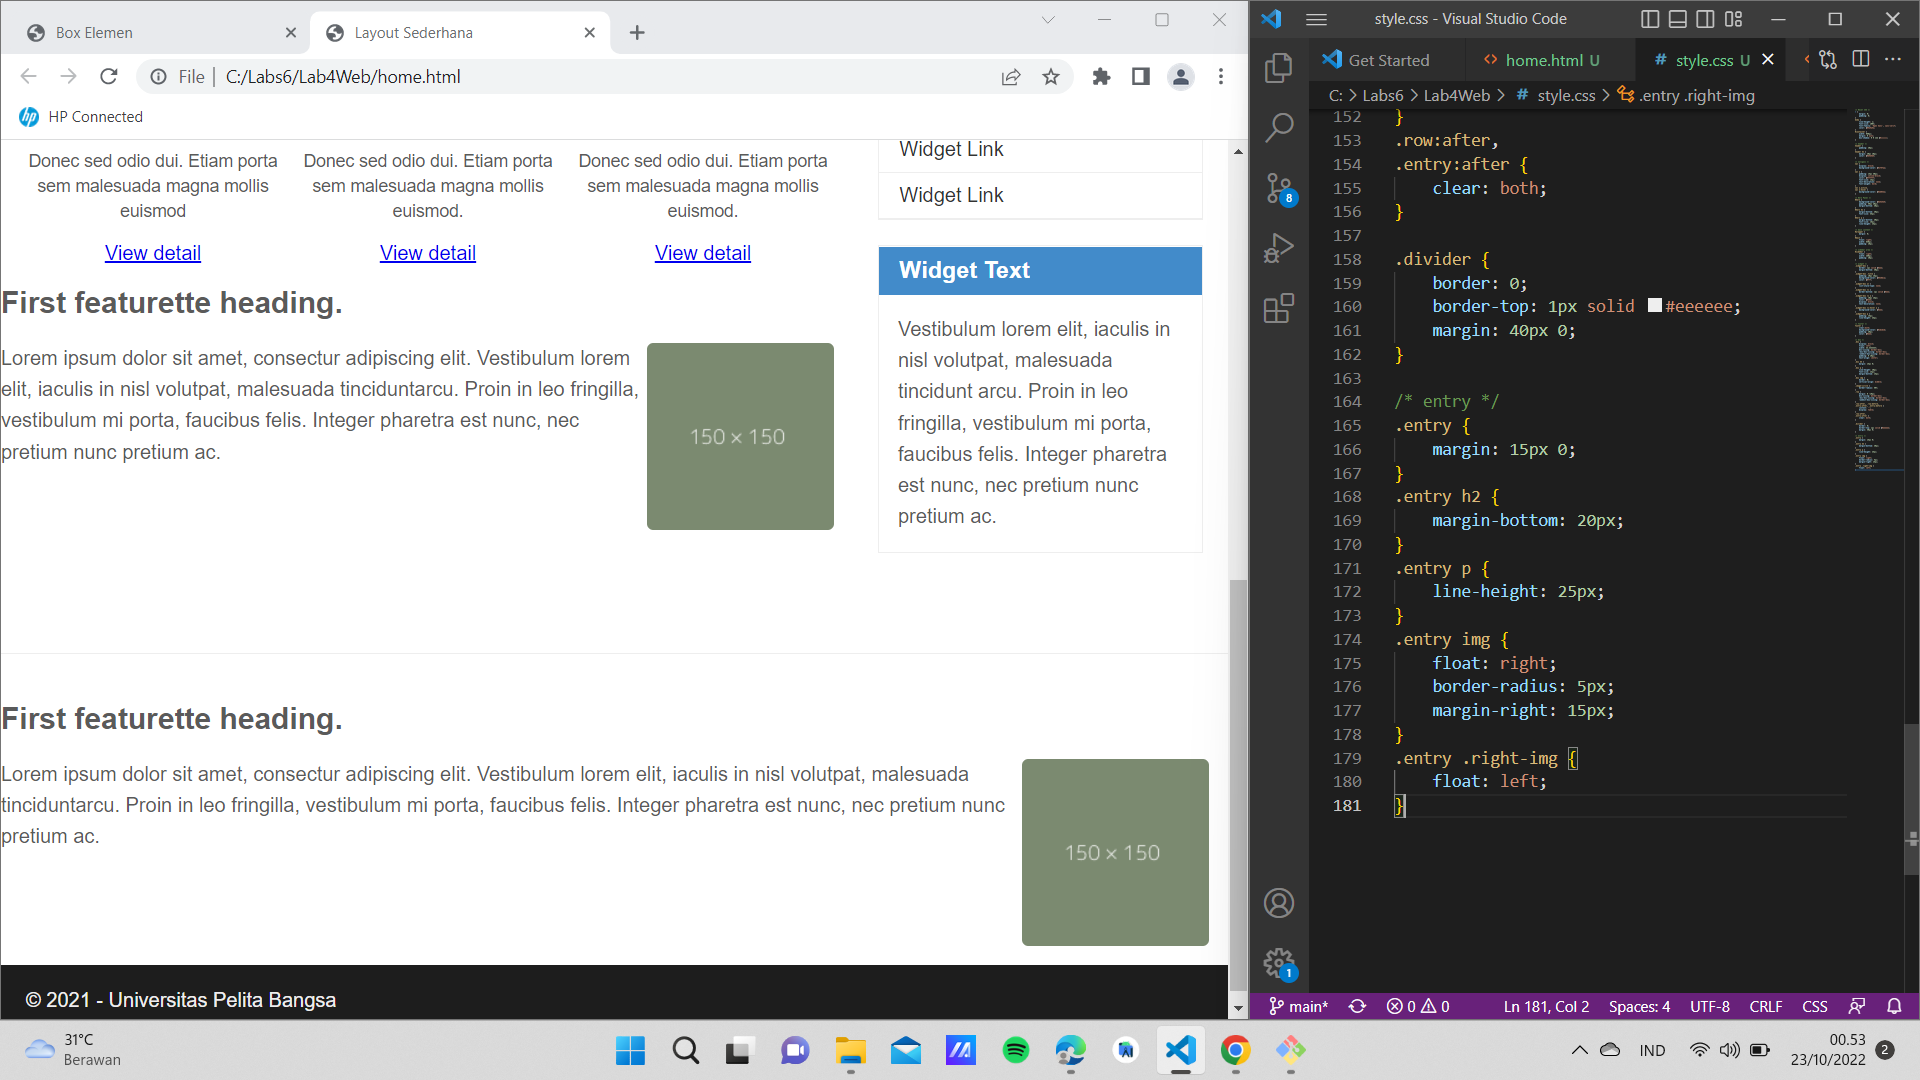 Box Elemen
Layout Sederhana
File
C:/Labs6/Lab4Web/home.html
HP Connected
Donec sed odio dui. Etiam porta
sem malesuada magna mollis
euismod
View detail
Donec sed odio dui. Etiam porta
sem malesuada magna mollis
euismod.
View detail
Donec sed odio dui. Etiam porta
sem malesuada magna mollis
euismod.
View detail
First featurette heading.
Lorem ipsum dolor sit amet, consectur adipiscing elit. Vestibulum lorem
elit, iaculis in nisl volutpat, malesuada tinciduntarcu. Proin in leo fringilla,
vestibulum mi porta, faucibus felis. Integer pharetra est nunc, nec
pretium nunc pretium ac.
150 × 150
Widget Link
Widget Link
Widget Text
Vestibulum lorem elit, iaculis in
nisl volutpat, malesuada
tincidunt arcu. Proin in leo
fringilla, vestibulum mi porta,
faucibus felis. Integer pharetra
est nunc, nec pretium nunc
pretium ac.
First featurette heading.
Lorem ipsum dolor sit amet, consectur adipiscing elit. Vestibulum lorem elit, iaculis in nisl volutpat, malesuada
tinciduntarcu. Proin in leo fringilla, vestibulum mi porta, faucibus felis. Integer pharetra est nunc, nec pretium nunc
pretium ac.
150 × 150
© 2021 - Universitas Pelita Bangsa
style.css - Visual Studio Code
Get Started
home.html U
# style.css U
C: > Labs6 > Lab4Web > # style.css > .entry .right-img
152 }
153 .row:after,
154 .entry:after {
155 clear: both;
156 }
157
158 .divider {
159 border: 0;
160 border-top: 1px solid #eeeeee;
161 margin: 40px 0;
162 }
163
164 /* entry */
165 .entry {
166 margin: 15px 0;
167 }
168 .entry h2 {
169 margin-bottom: 20px;
170 }
171 .entry p {
172 line-height: 25px;
173 }
174 .entry img {
175 float: right;
176 border-radius: 5px;
177 margin-right: 15px;
178 }
179 .entry .right-img {
180 float: left;
181 }
8
1
main*
0 0
Ln 181, Col 2
Spaces: 4
UTF-8
CRLF
CSS
31°C
Berawan
IND
00.53
23/10/2022
2